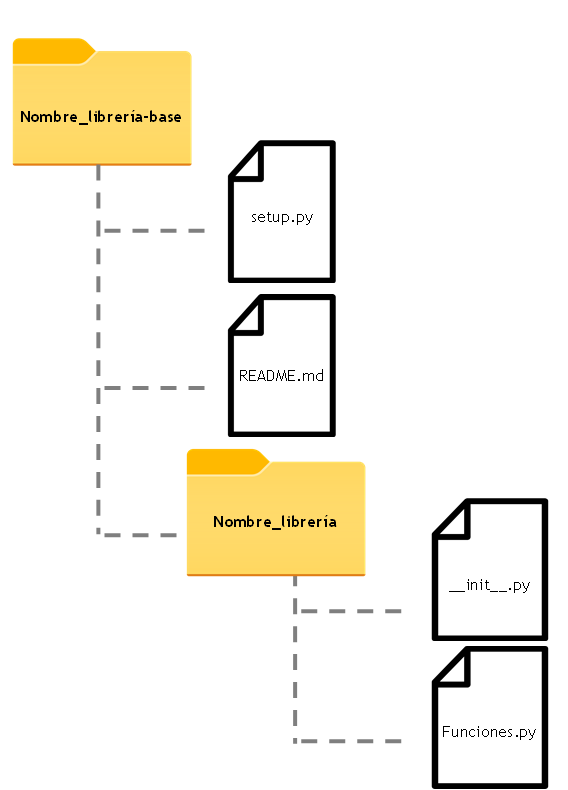 Nombre_librería-base
setup.py
README.md
Nombre_librería
__init__.py
Funciones.py